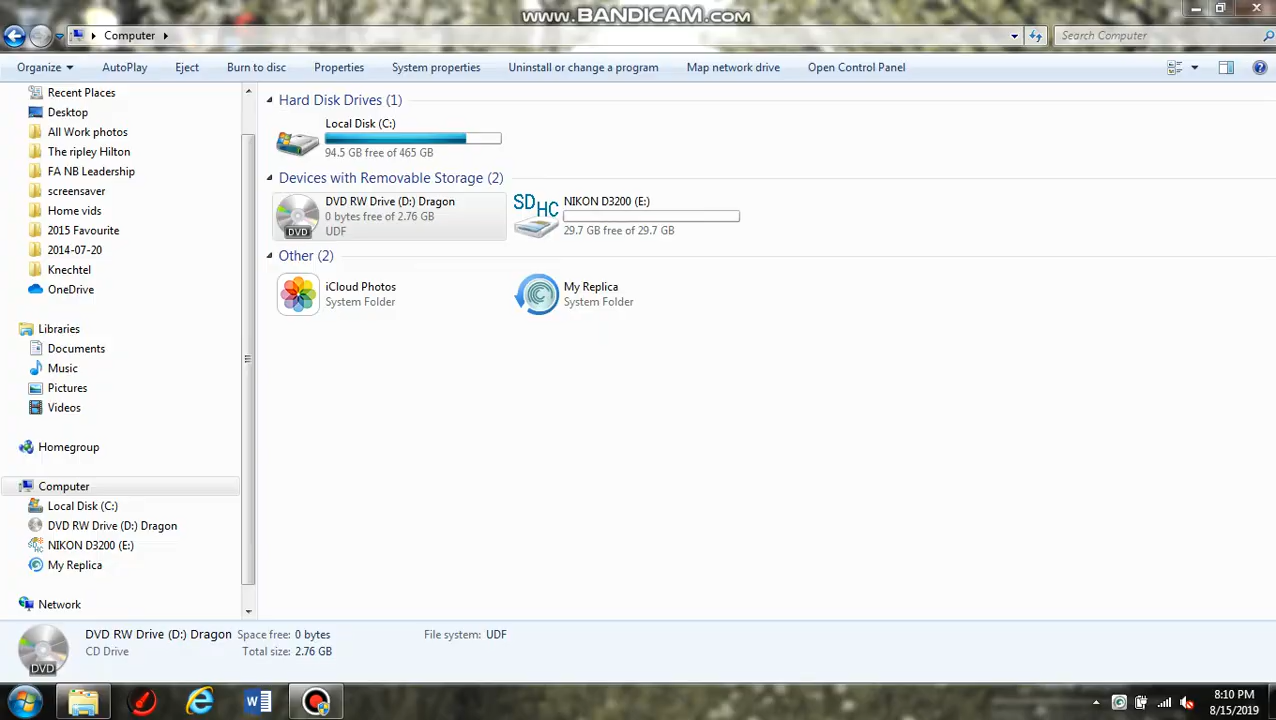 www.BANDICAM.com
Computer
Search Computer
Organize AutoPlay Eject Burn to disc Properties System properties Uninstall or change a program Map network drive Open Control Panel
Recent Places
Desktop
All Work photos
The ripley Hilton
FA NB Leadership
screensaver
Home vids
2015 Favourite
2014-07-20
Knechtel
OneDrive
Libraries
Documents
Music
Pictures
Videos
Homegroup
Computer
Local Disk (C:)
DVD RW Drive (D:) Dragon
NIKON D3200 (E:)
My Replica
Network
Hard Disk Drives (1)
Local Disk (C:)
94.5 GB free of 465 GB
Devices with Removable Storage (2)
DVD RW Drive (D:) Dragon
0 bytes free of 2.76 GB
UDF
DVD
SDHC
NIKON D3200 (E:)
29.7 GB free of 29.7 GB
Other (2)
iCloud Photos
System Folder
My Replica
System Folder
DVD RW Drive (D:) Dragon Space free: 0 bytes File system: UDF
CD Drive Total size: 2.76 GB
DVD
8:10 PM
8/15/2019